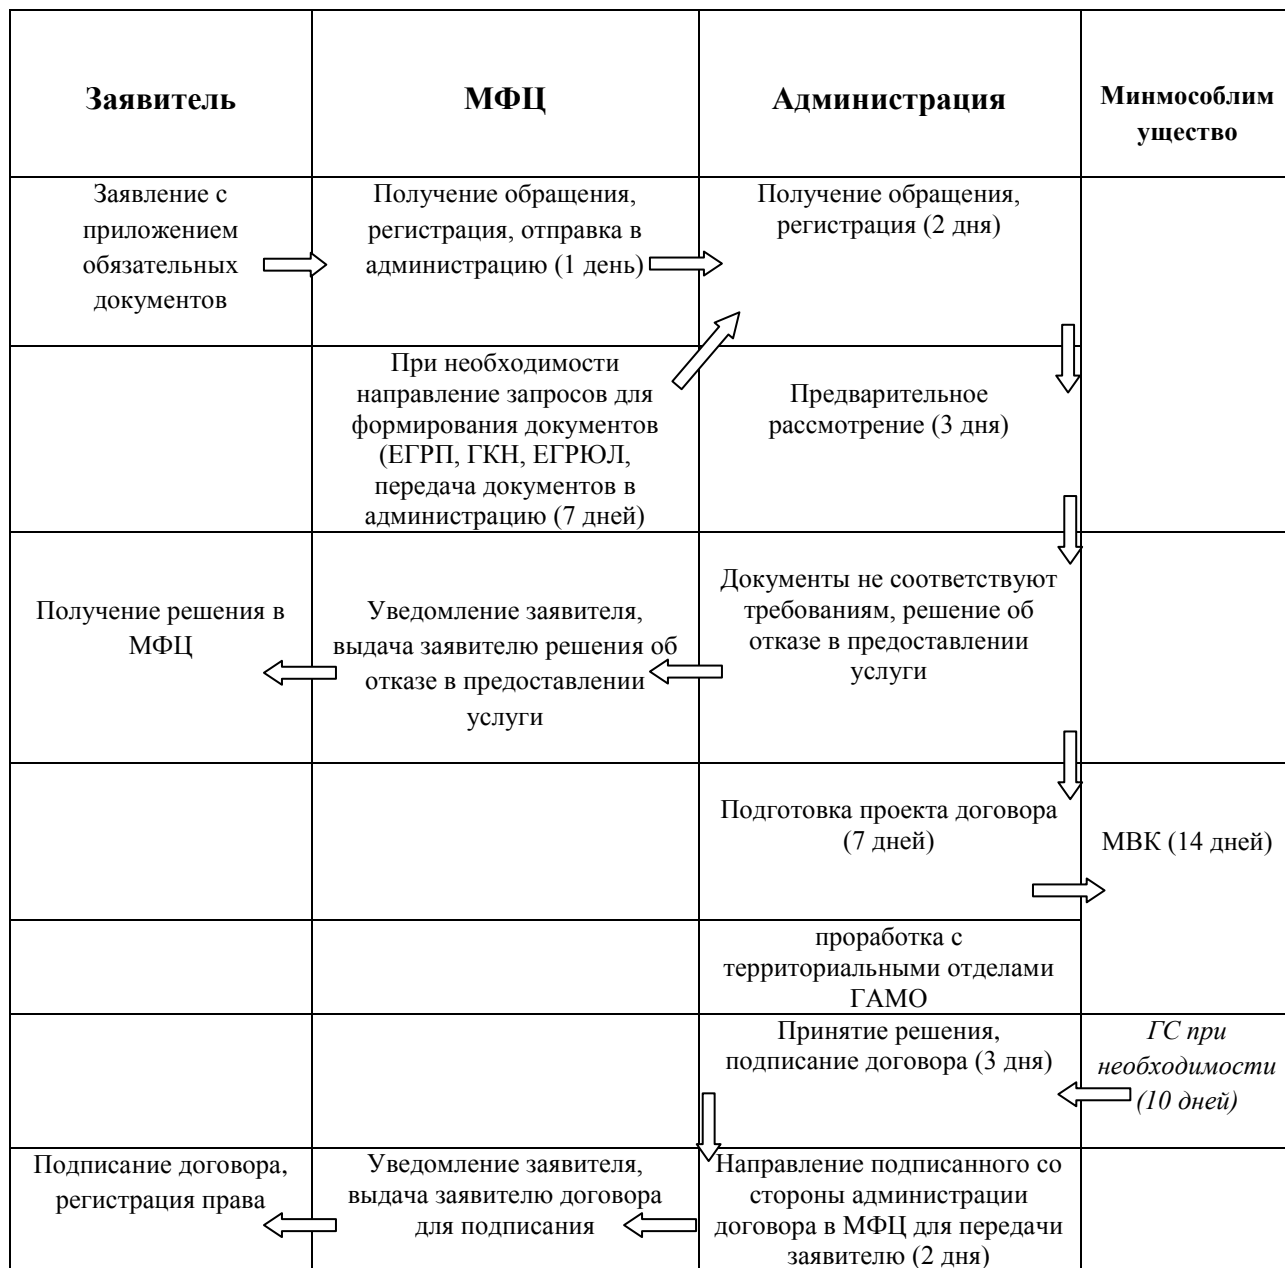 Заявитель
МФЦ
Администрация
Минмособлим
ущество
Заявление с
приложением
обязательных
документов
Получение обращения,
регистрация, отправка в
администрацию (1 день)
Получение обращения,
регистрация (2 дня)
При необходимости
направление запросов для
формирования документов
(ЕГРП, ГКН, ЕГРЮЛ,
передача документов в
администрацию (7 дней)
Предварительное
рассмотрение (3 дня)
Получение решения в
МФЦ
Уведомление заявителя,
выдача заявителю решения об
отказе в предоставлении
услуги
Документы не соответствуют
требованиям, решение об
отказе в предоставлении
услуги
Подготовка проекта договора
(7 дней)
МВК (14 дней)
проработка с
территориальными отделами
ГАМО
Принятие решения,
подписание договора (3 дня)
ГС при
необходимости
(10 дней)
Подписание договора,
регистрация права
Уведомление заявителя,
выдача заявителю договора
для подписания
Направление подписанного со
стороны администрации
договора в МФЦ для передачи
заявителю (2 дня)